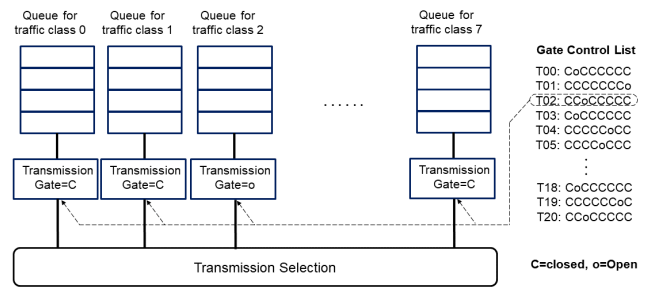 Queue for traffic class 0
Queue for traffic class 1
Queue for traffic class 2
Queue for traffic class 7
. . . . . .
Transmission Gate=C
Transmission Gate=C
Transmission Gate=o
Transmission Gate=C
Transmission Selection
Gate Control List
T00: CoCCCCCC
T01: CCCCCCCo
T02: CCoCCCCC
T03: CoCCCCCC
T04: CCCCCoCC
T05: CCCCoCCC
T18: CoCCCCCC
T19: CCCCCCoC
T20: CCoCCCCC
C=closed, o=Open